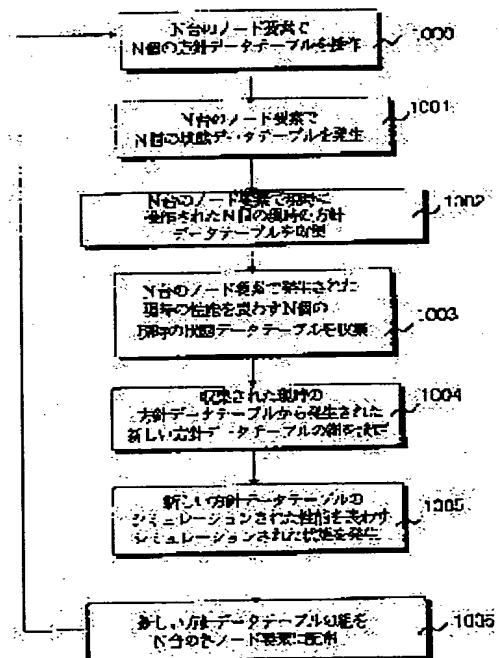 N台のノード要素で
N個の方針データテーブルを操作
1000
N台のノード要素で
N個の状態データテーブルを発生
1001
N台のノード要素で現時に
操作されたN個の現時の方針
データテーブルを収集
1002
N台のノード要素で発生された
現時の性能を表わすN個の
現時の状態データテーブルを収集
1003
収集された現時の
方針データテーブルから発生された
新しい方針データテーブルの組を決定
1004
新しい方針データテーブルの
シミュレーションされた性能を表わす
シミュレーションされた状態を発生
1005
新しい方針データテーブルの組を
N台の各ノード要素に配布
1006